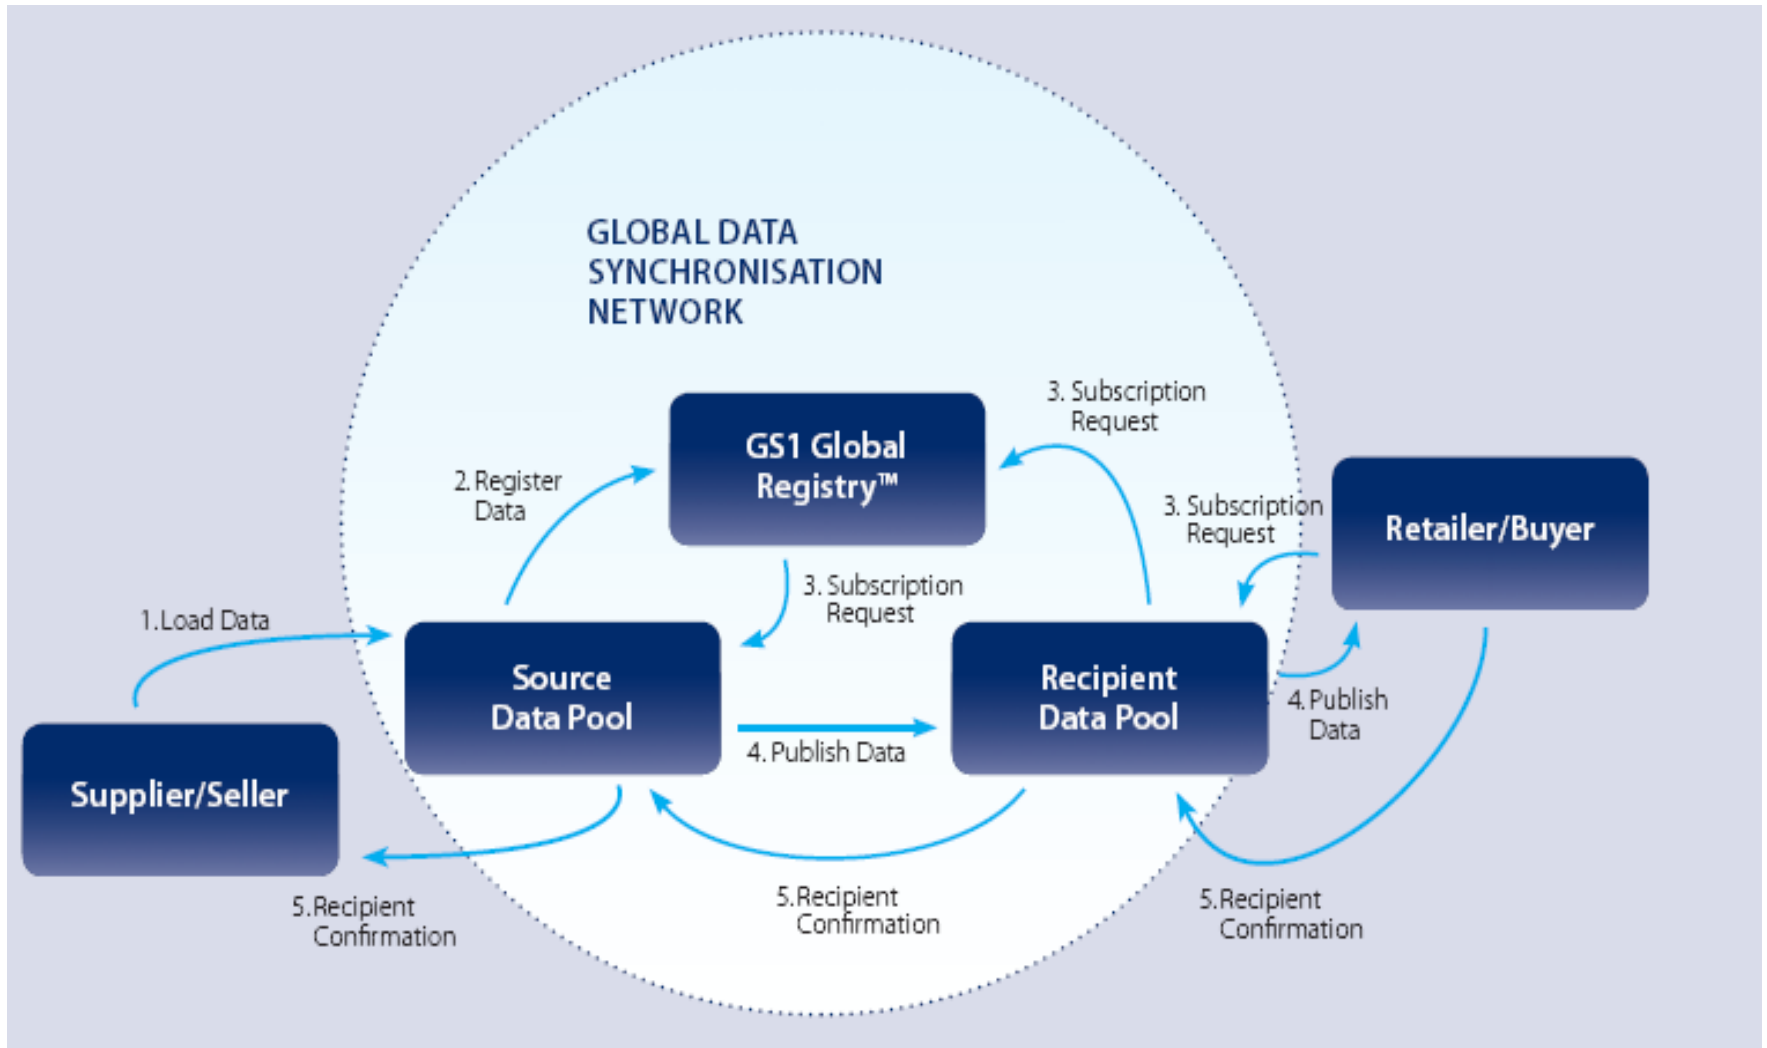 GLOBAL DATA
SYNCHRONISATION
NETWORK
3. Subscription
Request
GS1 Global
Registry™
2. Register
Data
3. Subscription
Request
Retailer/Buyer
3. Subscription
Request
1. Load Data
Source
Data Pool
Recipient
Data Pool
4. Publish
Data
4. Publish Data
Supplier/Seller
5. Recipient
Confirmation
5. Recipient
Confirmation
5. Recipient
Confirmation